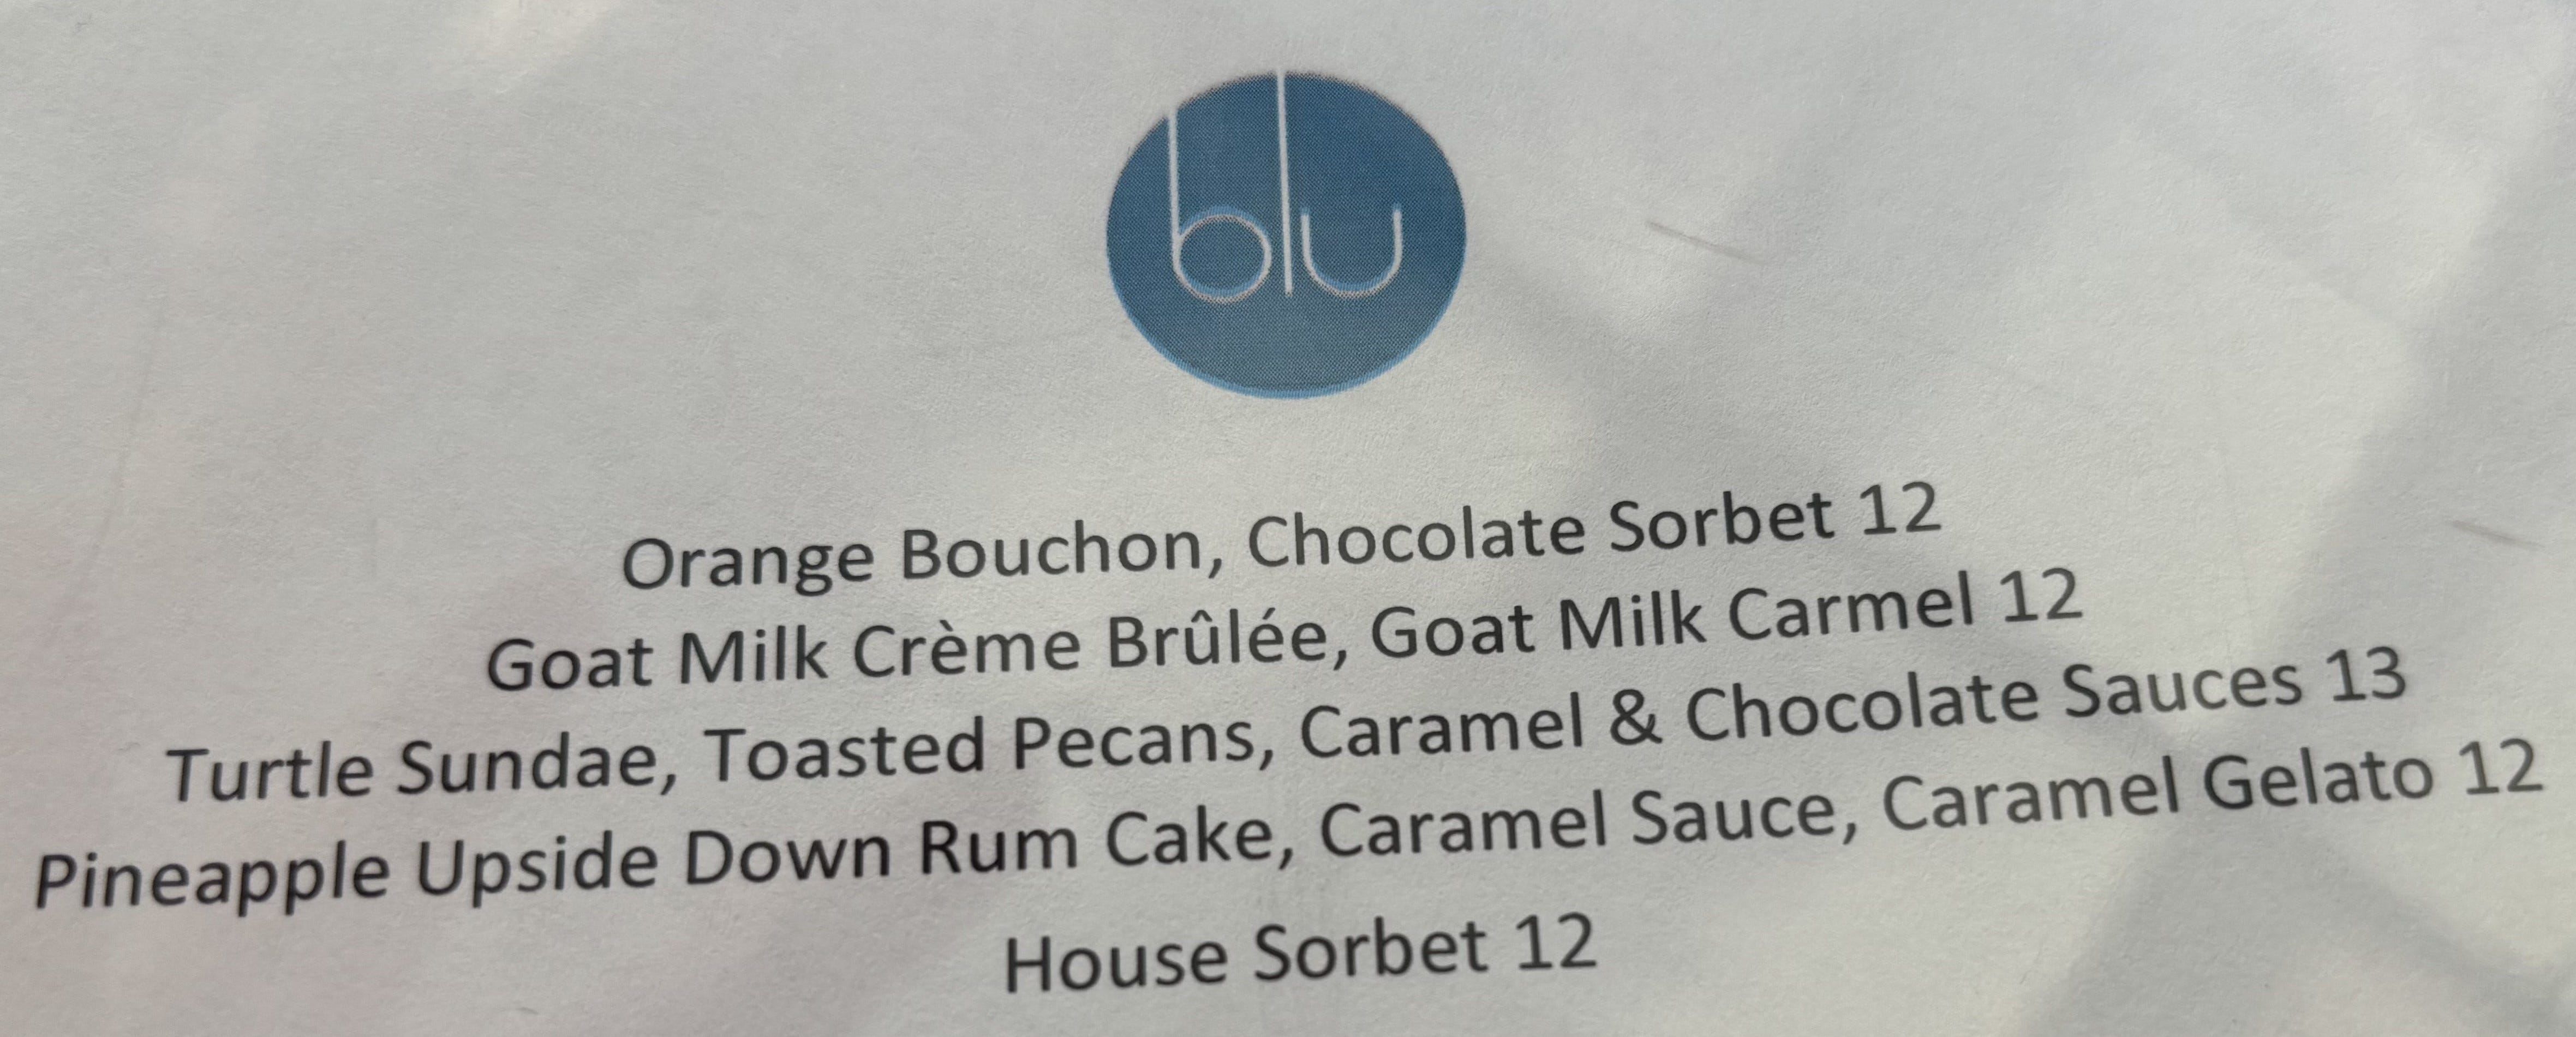 blu
Orange Bouchon, Chocolate Sorbet 12
Goat Milk Crème Brûlée, Goat Milk Carmel 12
Turtle Sundae, Toasted Pecans, Caramel & Chocolate Sauces 13
Pineapple Upside Down Rum Cake, Caramel Sauce, Caramel Gelato 12
House Sorbet 12